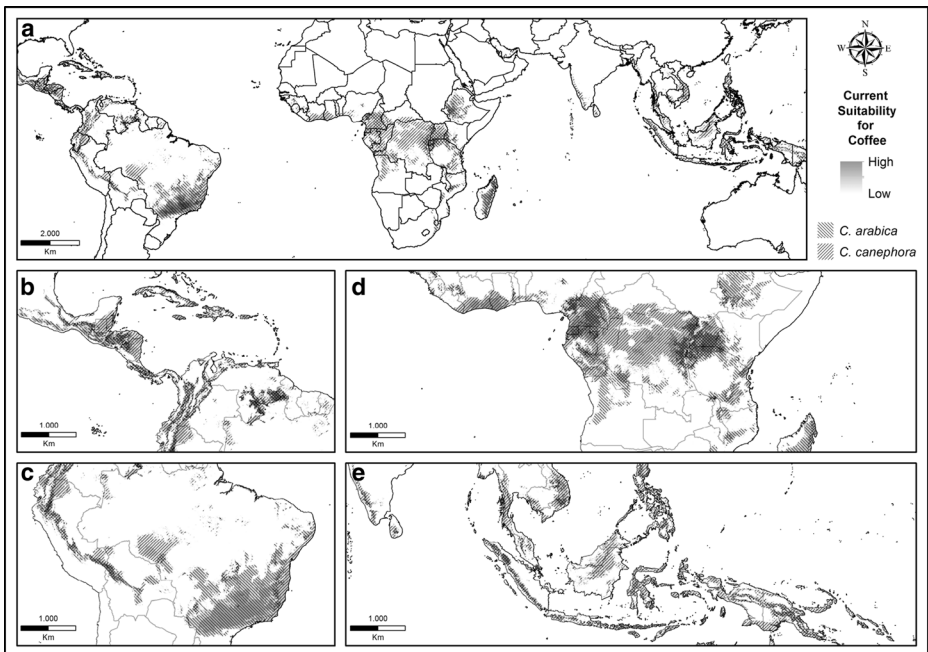 a
N
W E
S
Current
Suitability
for
Coffee
High
Low
C. arabica
C. canephora
2.000
Km
b
1.000
Km
d
1.000
Km
c
1.000
Km
e
1.000
Km